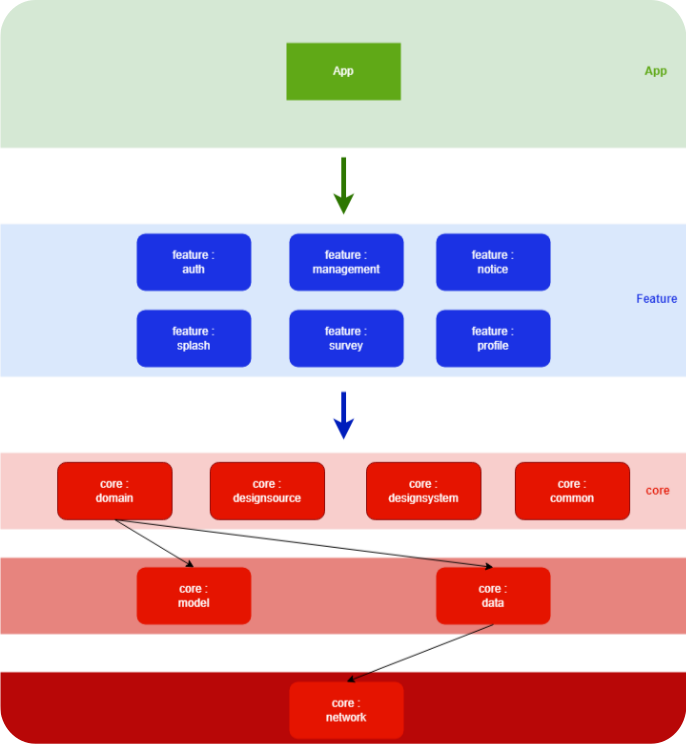 App
App
feature :
auth
feature :
management
feature :
notice
Feature
feature :
splash
feature :
survey
feature :
profile
core :
domain
core :
designsource
core :
designsystem
core :
common
core
core :
model
core :
data
core :
network